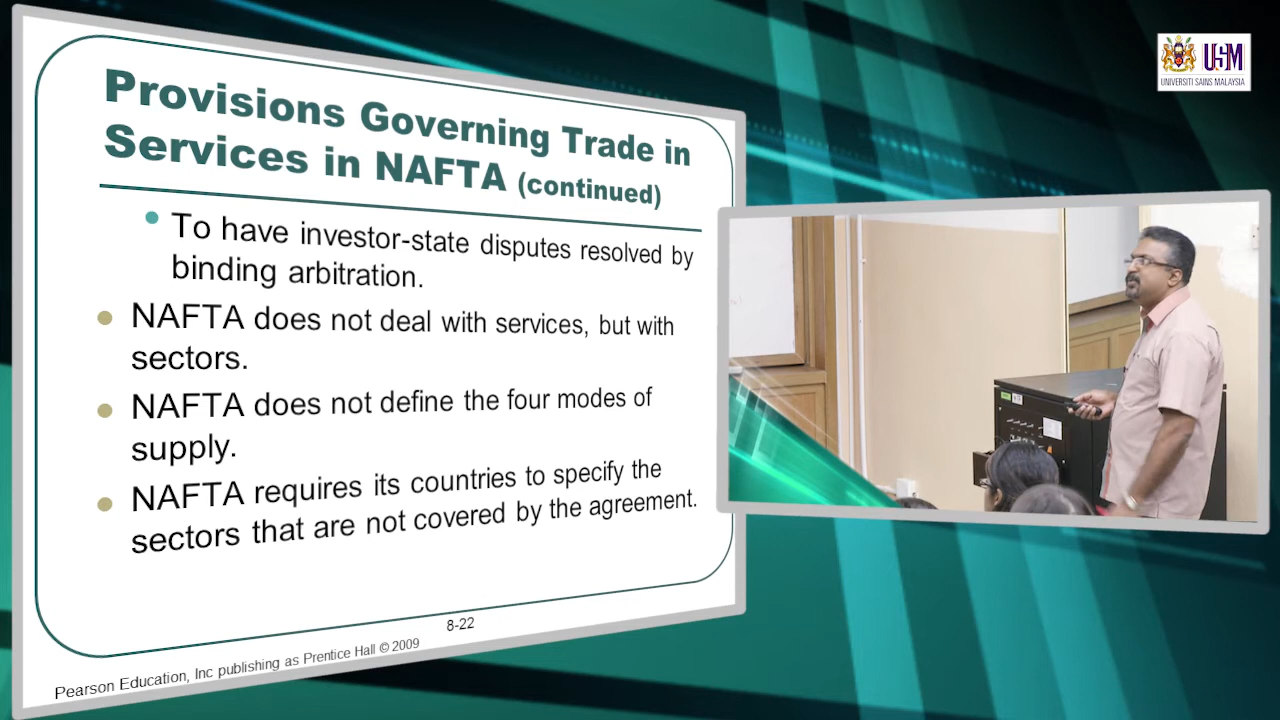 Provisions Governing Trade in
Services in NAFTA (continued)
• To have investor-state disputes resolved by
binding arbitration.
• NAFTA does not deal with services, but with
sectors.
• NAFTA does not define the four modes of
supply.
• NAFTA requires its countries to specify the
sectors that are not covered by the agreement.
8-22
Pearson Education, Inc publishing as Prentice Hall © 2009
USM
UNIVERSITI SAINS MALAYSIA